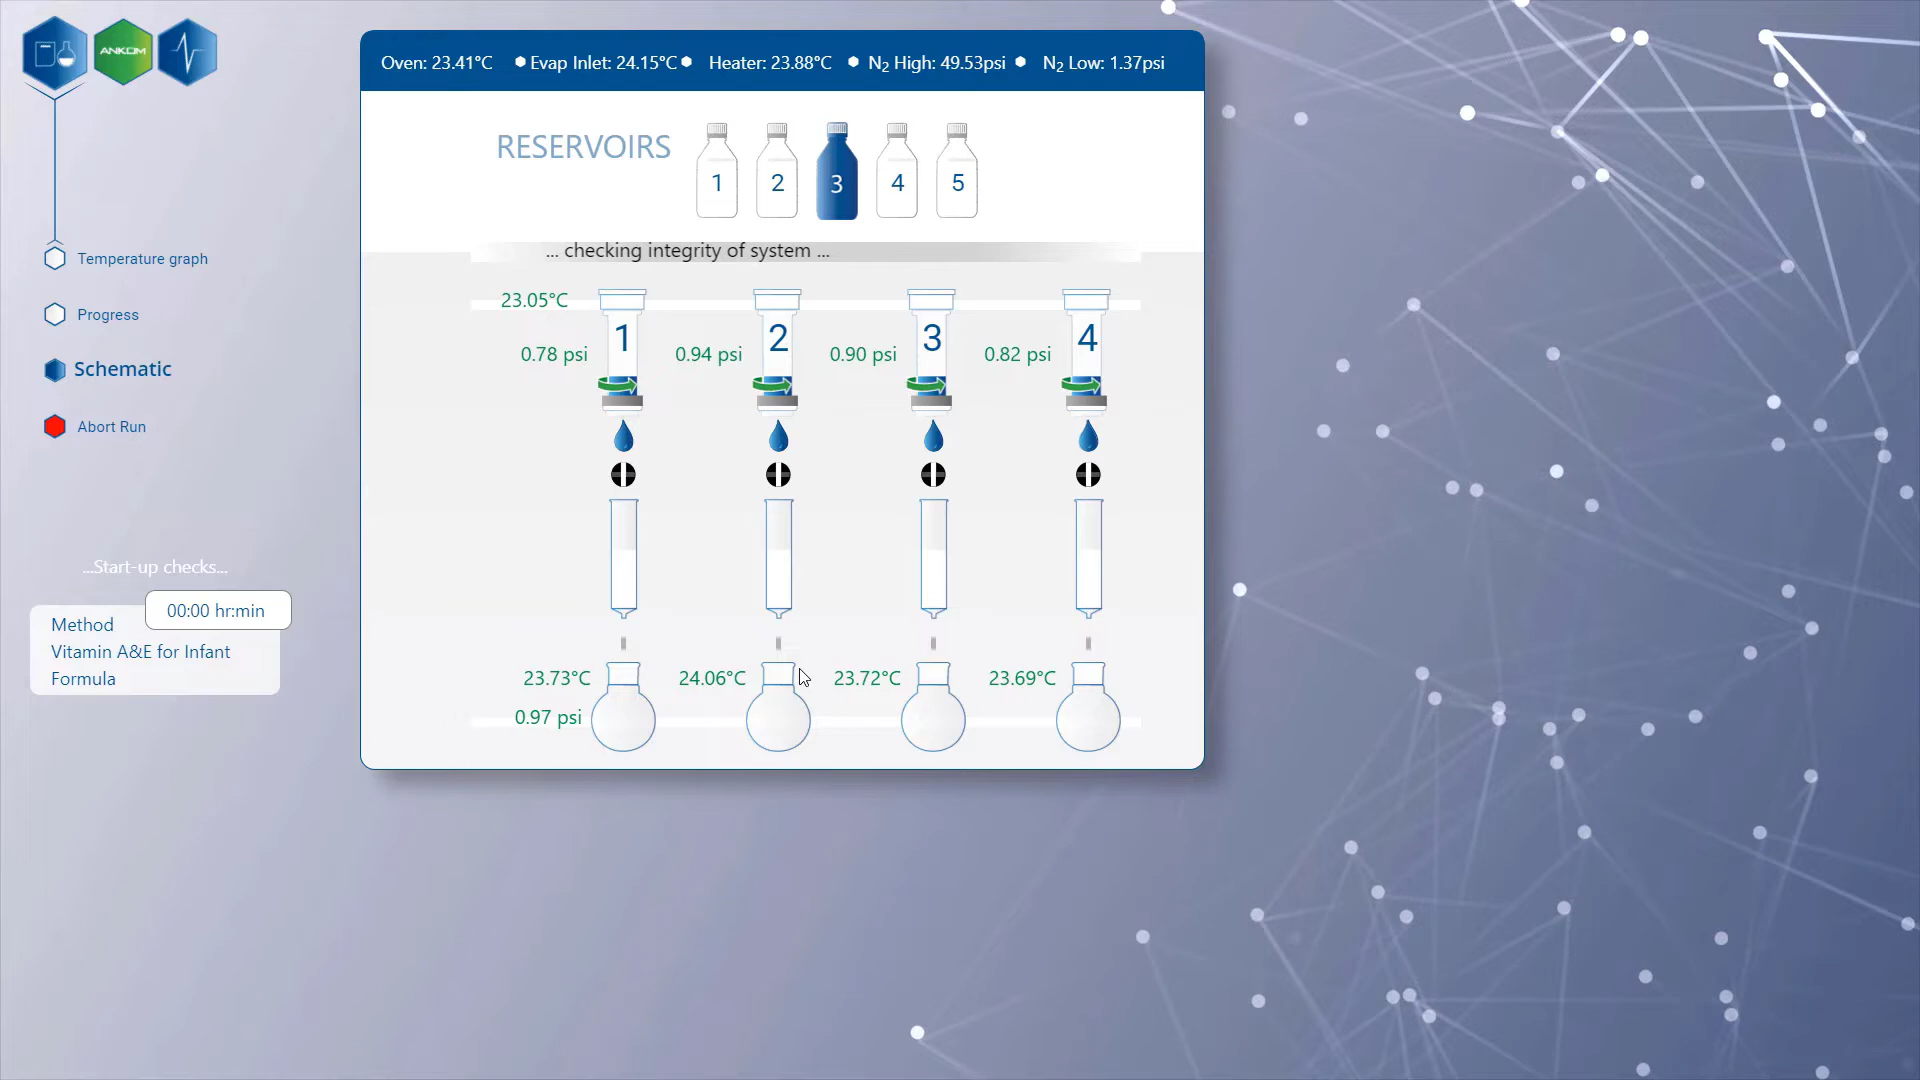 ANKOM
Oven: 23.41°C
Evap Inlet: 24.15°C
Heater: 23.88°C
N2 High: 49.53psi
N2 Low: 1.37psi
RESERVOIRS
1
2
3
4
5
... checking integrity of system ...
Temperature graph
Progress
Schematic
Abort Run
23.05°C
1
2
3
4
0.78 psi
0.94 psi
0.90 psi
0.82 psi
...Start-up checks...
00:00 hr:min
Method
Vitamin A&E for Infant
Formula
23.73°C
24.06°C
23.72°C
23.69°C
0.97 psi